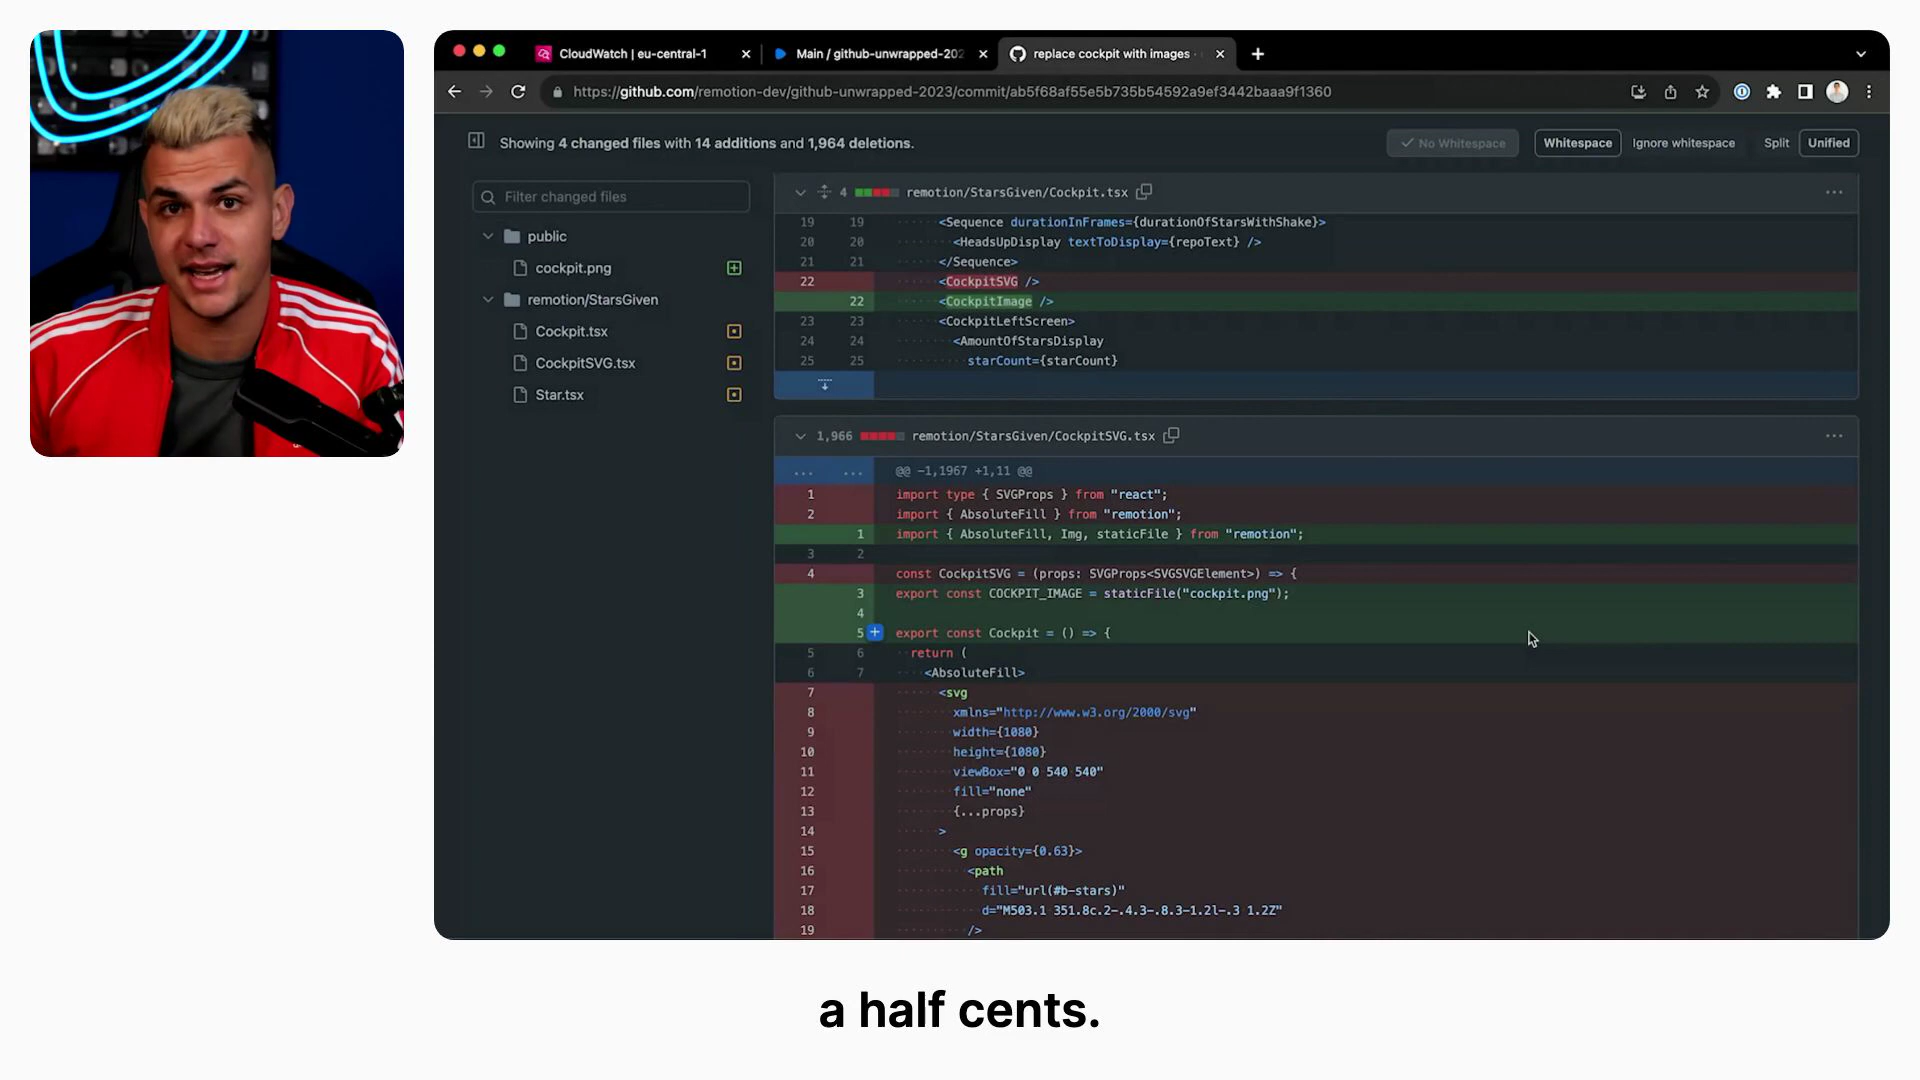 CloudWatch | eu-central-1
Main / github-unwrapped-202
replace cockpit with images
https://github.com/remotion-dev/github-unwrapped-2023/commit/ab5f68af55e5b735b54592a9ef3442baaa9f1360
Showing 4 changed files with 14 additions and 1,964 deletions.
No Whitespace
Whitespace
Ignore whitespace
Split
Unified
Filter changed files
public
cockpit.png
remotion/StarsGiven
Cockpit.tsx
CockpitSVG.tsx
Star.tsx
4 remotion/StarsGiven/Cockpit.tsx
19 19 <Sequence durationInFrames={durationOfStarsWithShake}>
20 20 <HeadsUpDisplay textToDisplay={repoText} />
21 21 </Sequence>
22 <CockpitSVG />
22 <CockpitImage />
23 23 <CockpitLeftScreen>
24 24 <AmountOfStarsDisplay
25 25 starCount={starCount}
1,966 remotion/StarsGiven/CockpitSVG.tsx
... ... @@ -1,1967 +1,11 @@
1 import type { SVGProps } from "react";
2 import { AbsoluteFill } from "remotion";
1 import { AbsoluteFill, Img, staticFile } from "remotion";
3 2
4 const CockpitSVG = (props: SVGProps<SVGSVGElement>) => {
3 export const COCKPIT_IMAGE = staticFile("cockpit.png");
4
5 export const Cockpit = () => {
5 6 return (
6 7 <AbsoluteFill>
7 <svg
8 xmlns="http://www.w3.org/2000/svg"
9 width={1080}
10 height={1080}
11 viewBox="0 0 540 540"
12 fill="none"
13 {...props}
14 >
15 <g opacity={0.63}>
16 <path
17 fill="url(#b-stars)"
18 d="M503.1 351.8c.2-.4.3-.8.3-1.2l-.3 1.2Z"
19 />
a half cents.